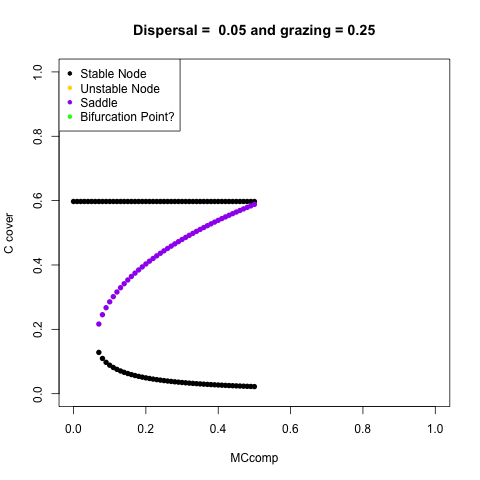 Dispersal =  0.05 and grazing = 0.25
Stable Node
Unstable Node
Saddle
Bifurcation Point?
C cover
1.0
0.8
0.6
0.4
0.2
0.0
0.0 0.2 0.4 0.6 0.8 1.0
MCcomp